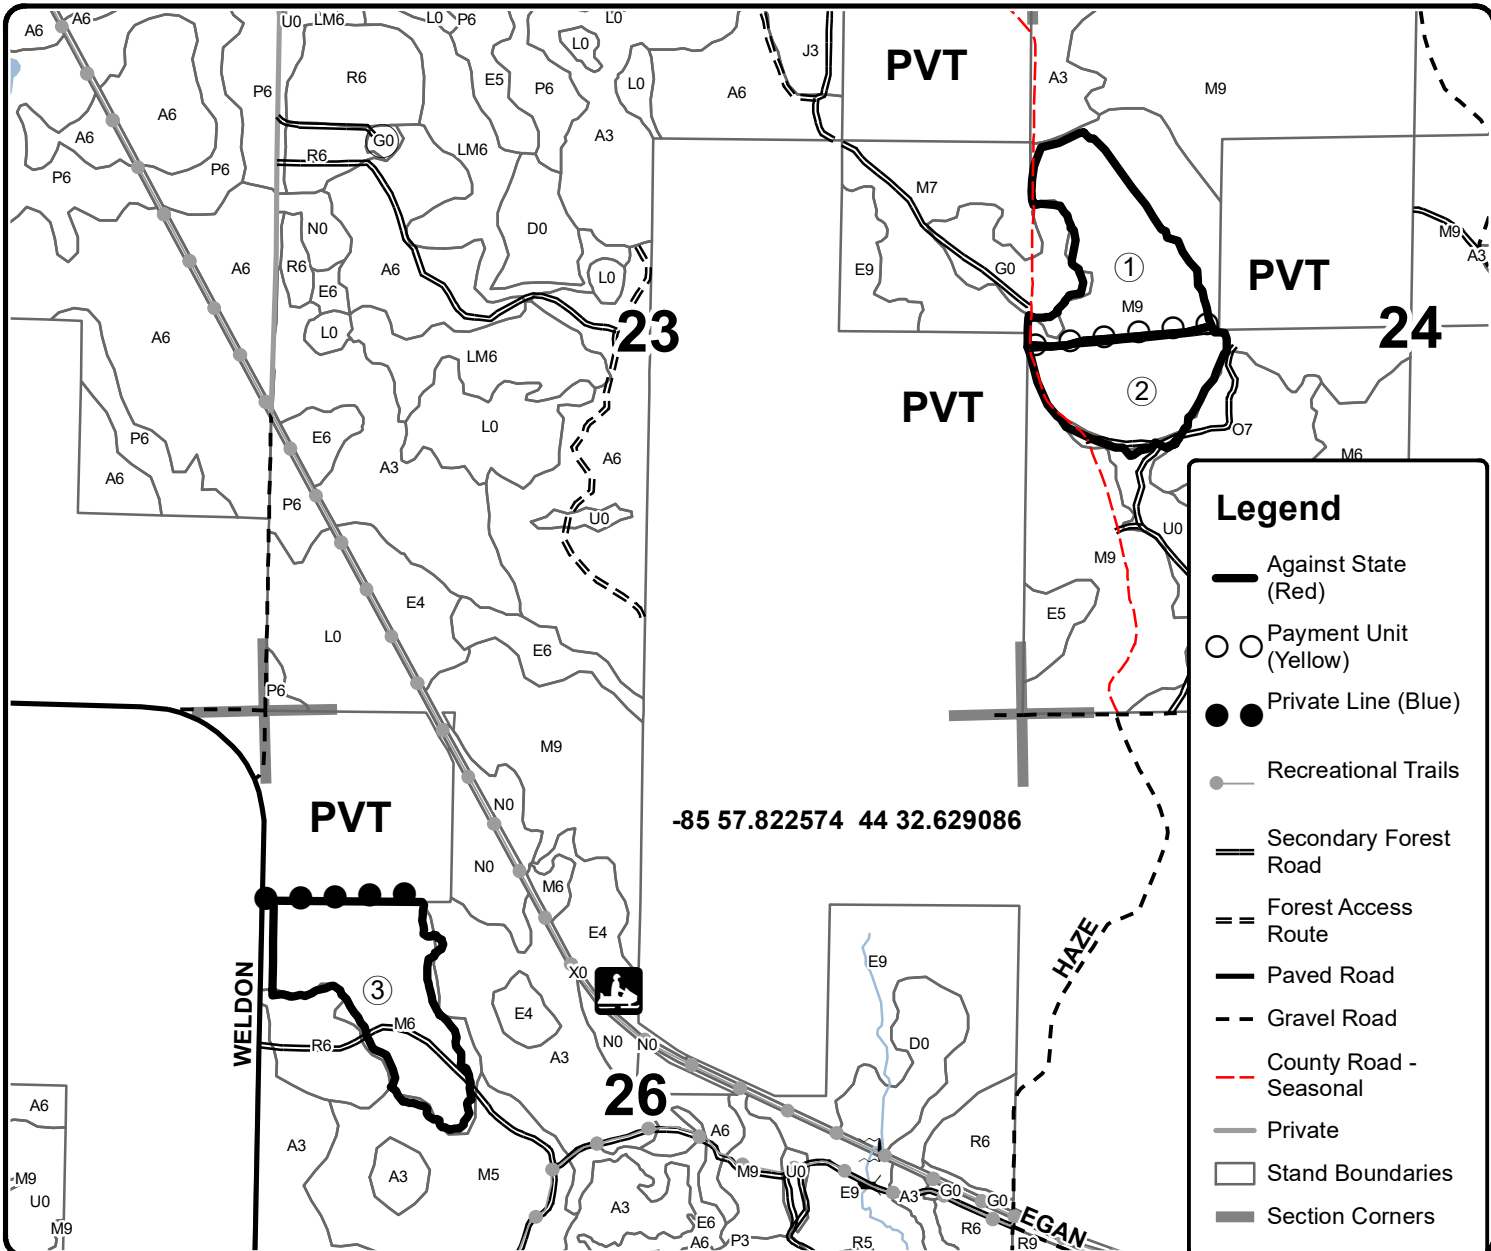 A6
A6
U0
LM6
L0
P6
L0
L0
J3
PVT
A3
M9
R6
E5
P6
L0
A6
P6
A6
A6
G0
LM6
A3
R6
P6
P6
M7
M9
A3
N0
D0
G0
1
PVT
A6
R6
A6
L0
E9
E6
M9
A6
L0
23
24
LM6
2
PVT
P6
E6
L0
O7
A3
A6
M6
A6
P6
U0
U0
M9
E4
E5
L0
E6
P6
M9
PVT
N0
-85 57.822574 44 32.629086
N0
M6
E4
X0
E9
HAZE
WELDON
3
E4
M6
R6
N0
N0
D0
A3
26
A6
A6
R6
A3
A3
M5
M9
U0
M9
U0
E9
A3
G0
G0
A3
E6
M9
A6
P3
R5
R6
R9
EGAN
Legend
Against State
(Red)
Payment Unit
(Yellow)
Private Line (Blue)
Recreational Trails
Secondary Forest
Road
Forest Access
Route
Paved Road
Gravel Road
County Road -
Seasonal
Private
Stand Boundaries
Section Corners